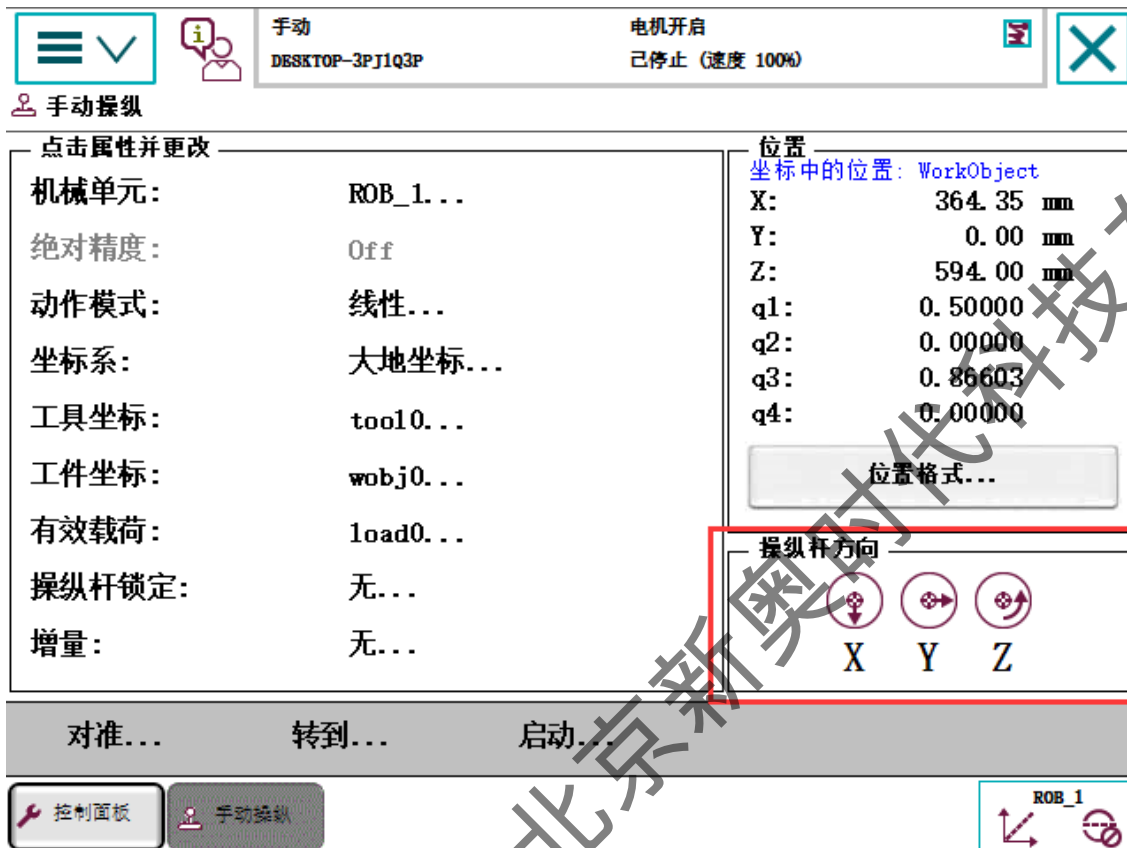 手动
电机开启
DESKTOP-3PJ1Q3P
己停止 (速度 100%)
手动操纵
点击属性并更改
机械单元: ROB_1...
绝对精度: Off
动作模式: 线性...
坐标系: 大地坐标...
工具坐标: tool0...
工件坐标: wobj0...
有效载荷: load0...
操纵杆锁定: 无...
增量: 无...
位置
坐标中的位置: WorkObject
X: 364.35 mm
Y: 0.00 mm
Z: 594.00 mm
q1: 0.50000
q2: 0.00000
q3: 0.86603
q4: 0.00000
位置格式...
操纵杆方向
X Y Z
对准... 转到... 启动...
控制面板
手动操纵
ROB_1
北京新奥时代科技